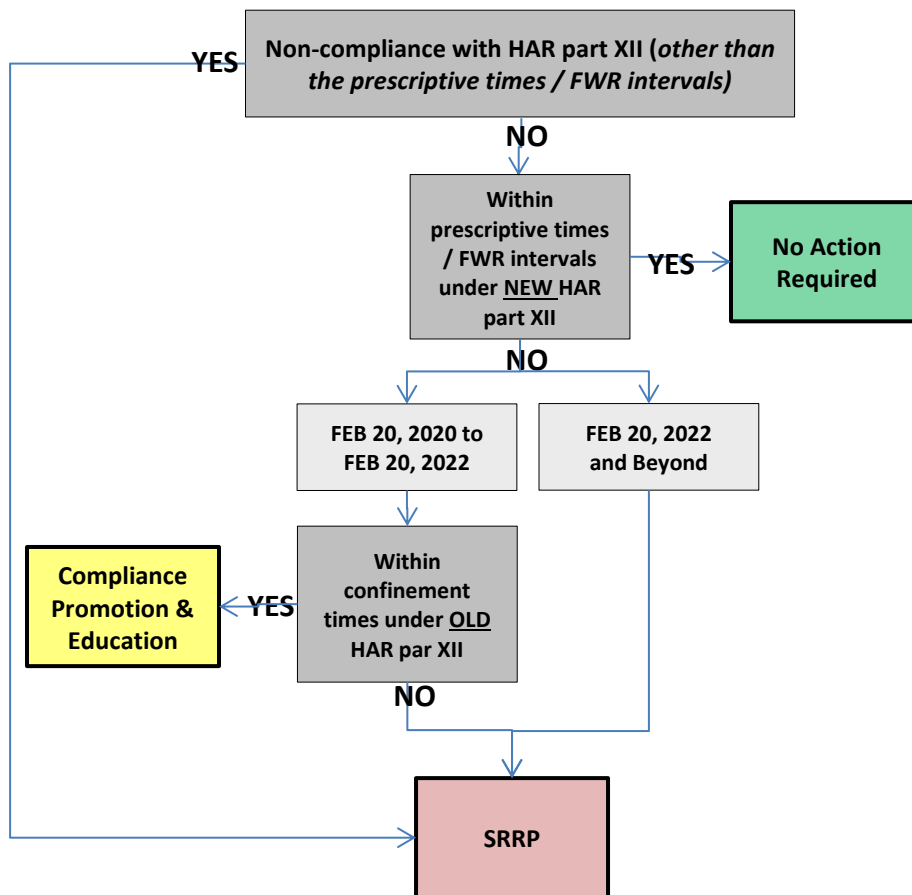 Non-compliance with HAR part XII (other than
the prescriptive times / FWR intervals)
YES
NO
Within
prescriptive times
/ FWR intervals
under NEW HAR
part XII
YES
No Action
Required
NO
FEB 20, 2020 to
FEB 20, 2022
FEB 20, 2022
and Beyond
Within
confinement
times under OLD
HAR par XII
YES
Compliance
Promotion &
Education
NO
SRRP